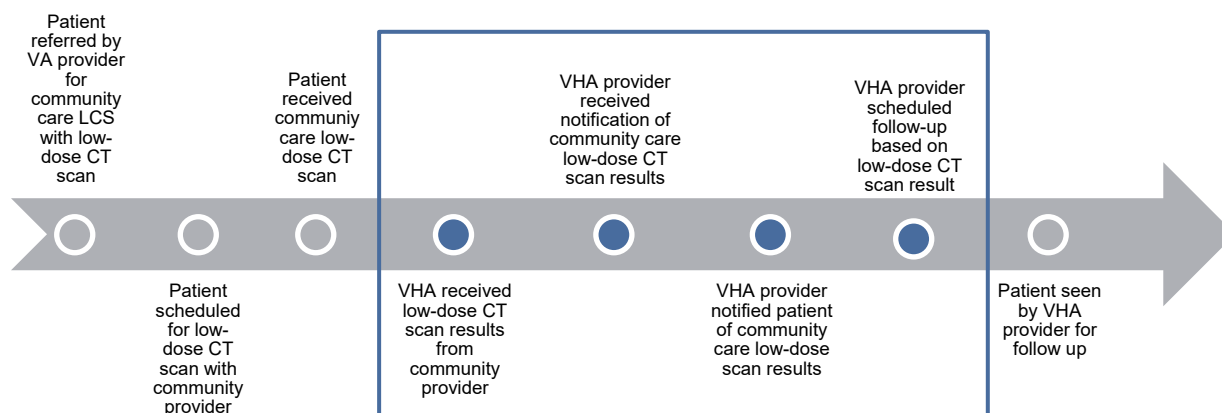 Patient
referred by
VA provider
for
community
care LCS
with low-
dose CT
scan
Patient
scheduled
for low-
dose CT
scan with
community
provider
Patient
received
communiy
care low-
dose CT
scan
VHA received
low-dose CT
scan results
from
community
provider
VHA provider
received
notification of
community care
low-dose CT
scan results
VHA provider
notified patient
of community
care low-dose
scan results
VHA provider
scheduled
follow-up
based on
low-dose CT
scan result
Patient seen
by VHA
provider for
follow up